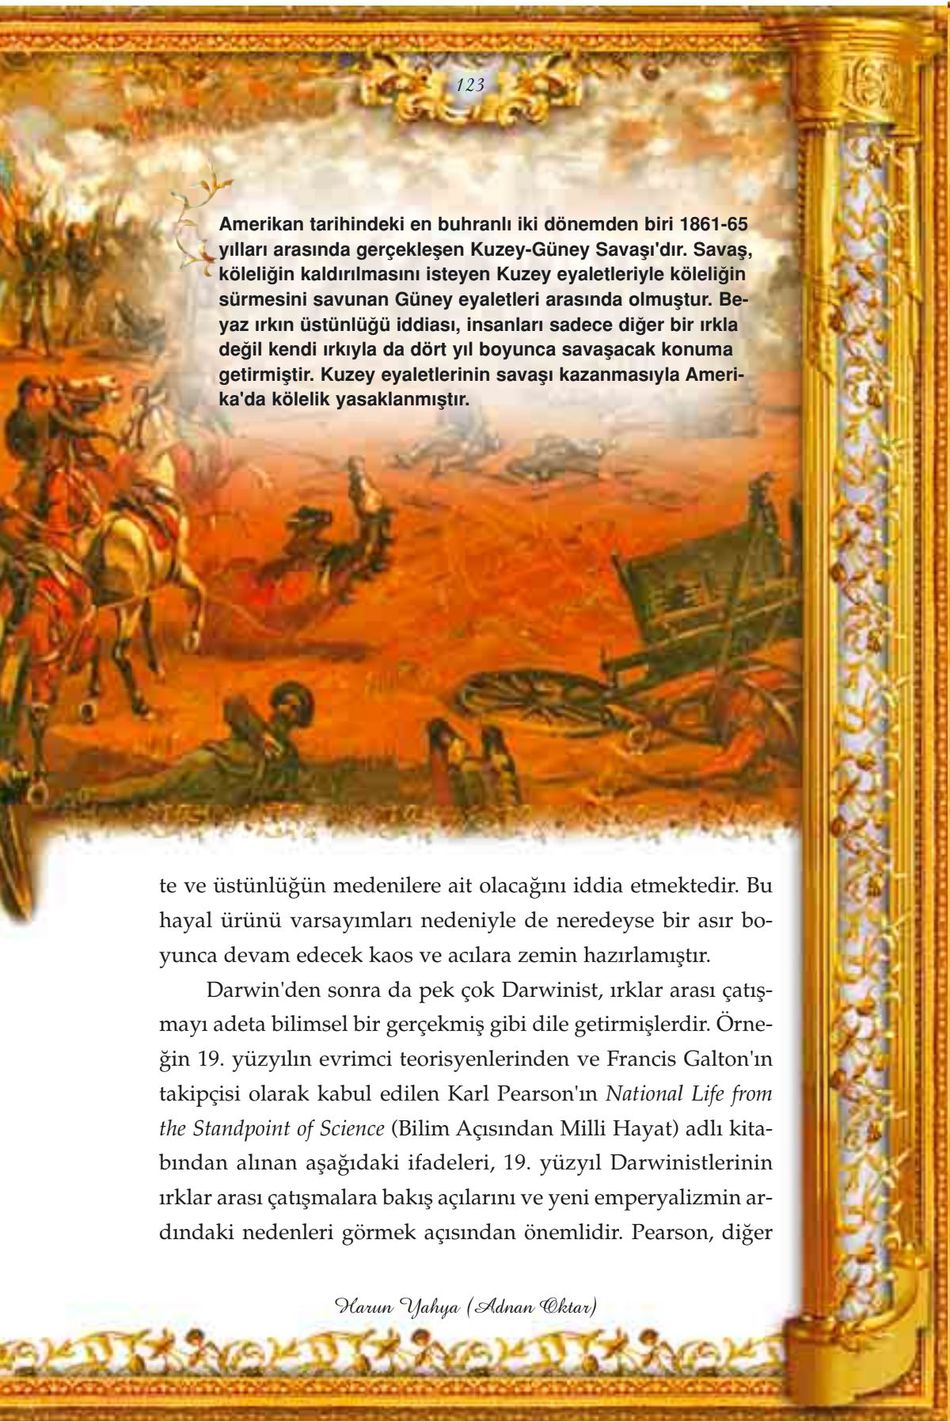 123
Amerikan tarihindeki en buhranlı iki dönemden biri 1861-65
yılları arasında gerçekleşen Kuzey-Güney Savaşı'dır. Savaş,
köleliğin kaldırılmasını isteyen Kuzey eyaletleriyle köleliğin
sürmesini savunan Güney eyaletleri arasında olmuştur. Be-
yaz ırkın üstünlüğü iddiası, insanları sadece diğer bir ırkla
değil kendi ırkıyla da dört yıl boyunca savaşacak konuma
getirmiştir. Kuzey eyaletlerinin savaşı kazanmasıyla Ameri-
ka'da kölelik yasaklanmıştır.
te ve üstünlüğün medenilere ait olacağını iddia etmektedir. Bu
hayal ürünü varsayımları nedeniyle de neredeyse bir asır bo-
yunca devam edecek kaos ve acılara zemin hazırlamıştır.
Darwin'den sonra da pek çok Darwinist, ırklar arası çatış-
mayı adeta bilimsel bir gerçekmiş gibi dile getirmişlerdir. Örne-
ğin 19. yüzyılın evrimci teorisyenlerinden ve Francis Galton'ın
takipçisi olarak kabul edilen Karl Pearson'ın National Life from
the Standpoint of Science (Bilim Açısından Milli Hayat) adlı kita-
bından alınan aşağıdaki ifadeleri, 19. yüzyıl Darwinistlerinin
ırklar arası çatışmalara bakış açılarını ve yeni emperyalizmin ar-
dındaki nedenleri görmek açısından önemlidir. Pearson, diğer
Harun Yahya (Adnan Oktar)